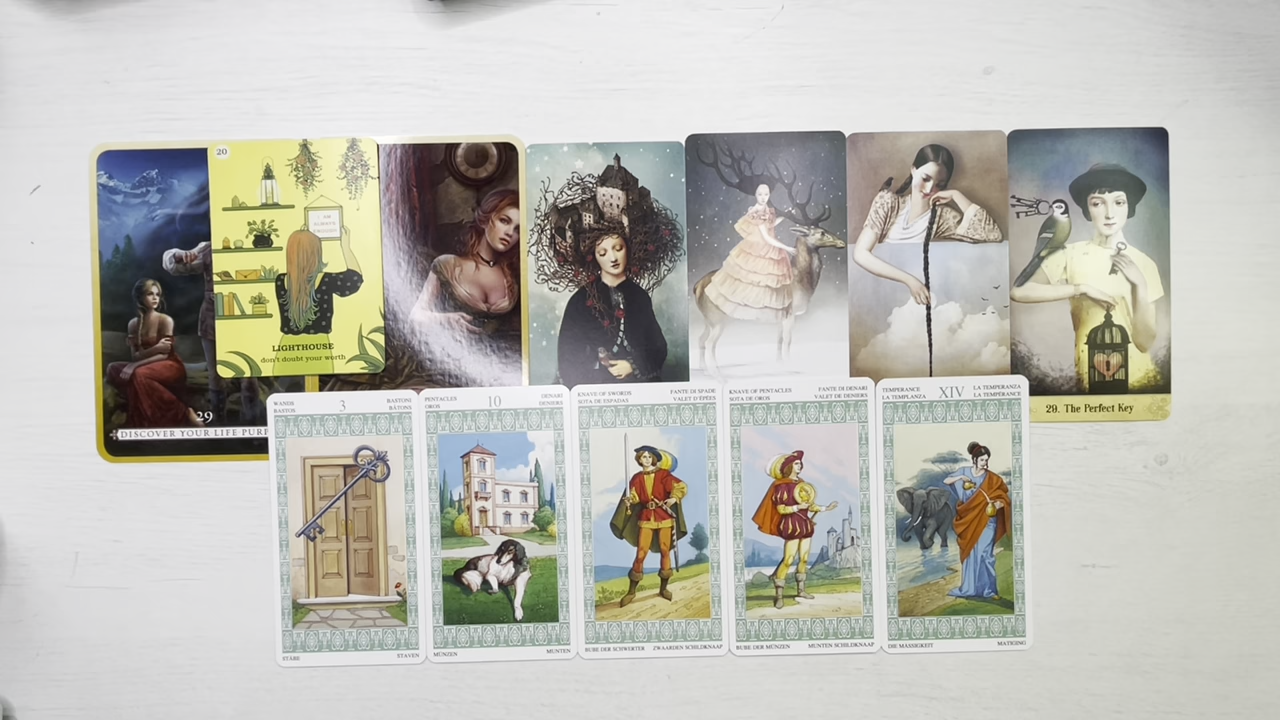 20
I AM
ALWAYS
ENOUGH
LIGHTHOUSE
don't doubt your worth
29
DISCOVER YOUR LIFE PURP
29. The Perfect Key
WANDS
BASTOS
3
BASTONI
BÂTONS
STÄBE
STAVEN
PENTACLES
OROS
10
DENARI
DENIERS
MÜNZEN
MUNTEN
KNAVE OF SWORDS
SOTA DE ESPADAS
FANTE DI SPADE
VALET D'ÉPÉES
BUBE DER SCHWERTER
ZWAARDEN SCHILDKNAAP
KNAVE OF PENTACLES
SOTA DE OROS
FANTE DI DENARI
VALET DE DENIERS
BUBE DER MÜNZEN
MUNTEN SCHILDKNAAP
TEMPERANCE
LA TEMPLANZA
XIV
LA TEMPERANZA
LA TEMPÉRANCE
DIE MÄSSIGKEIT
MATIGING